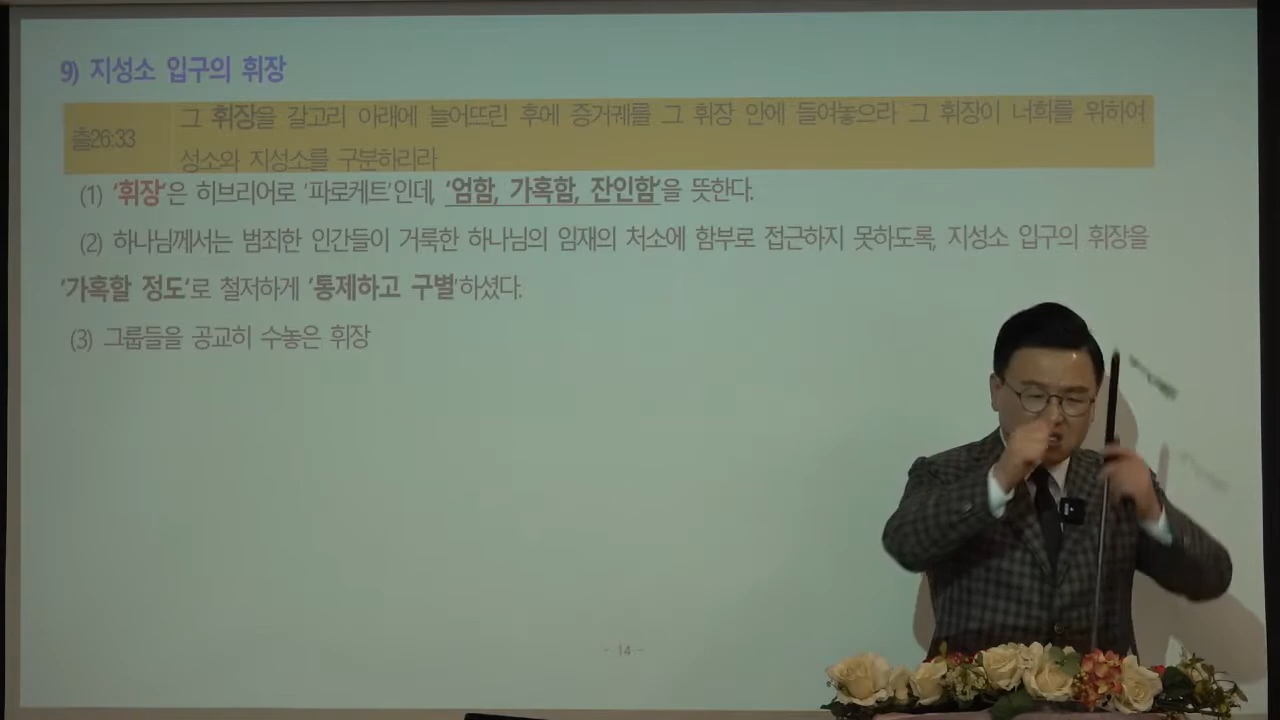 9) 지성소 입구의 휘장
출26:33
그 휘장을 갈고리 아래에 늘어뜨린 후에 증거궤를 그 휘장 안에 들여놓으라 그 휘장이 너희를 위하여
성소와 지성소를 구분하리라
(1) '휘장'은 히브리어로 '파로케트'인데, '엄함, 가혹함, 잔인함'을 뜻한다.
(2) 하나님께서는 범죄한 인간들이 거룩한 하나님의 임재의 처소에 함부로 접근하지 못하도록, 지성소 입구의 휘장을
'가혹할 정도'로 철저하게 '통제하고 구별'하셨다.
(3) 그룹들을 공교히 수놓은 휘장
- 14 -